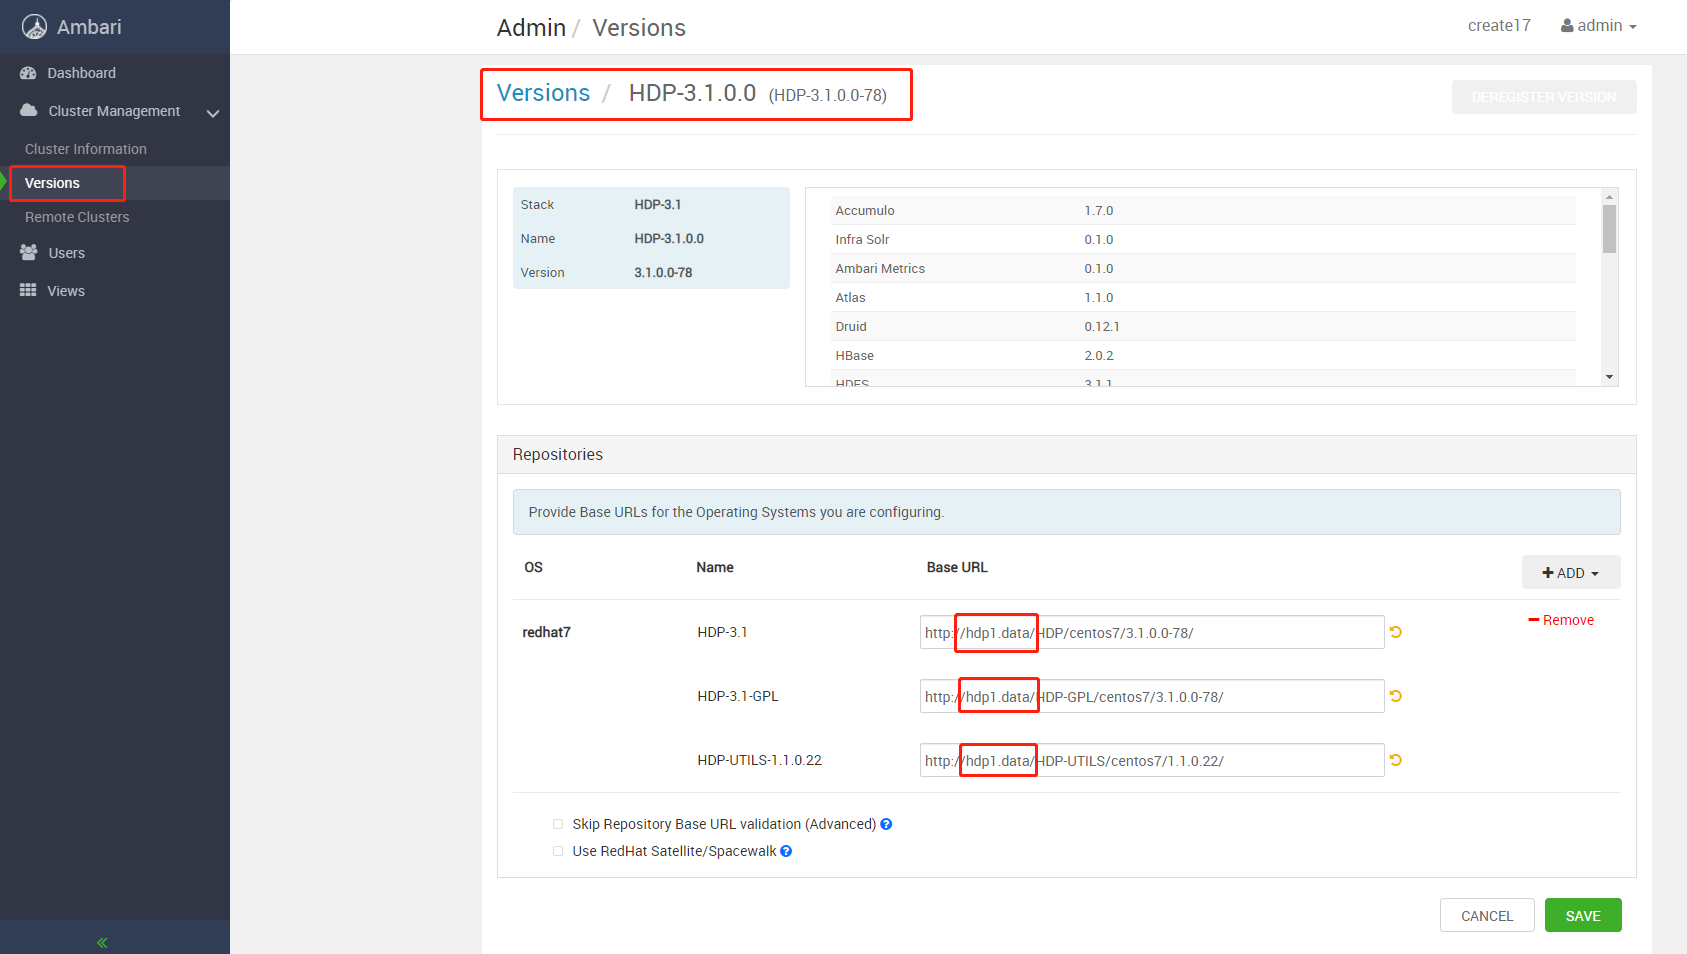 Ambari
Dashboard
Cluster Management
Cluster Information
Versions
Remote Clusters
Users
Views
Admin / Versions
create17 admin
Versions / HDP-3.1.0.0 (HDP-3.1.0.0-78)
DEREGISTER VERSION
Stack HDP-3.1
Name HDP-3.1.0.0
Version 3.1.0.0-78
Accumulo 1.7.0
Infra Solr 0.1.0
Ambari Metrics 0.1.0
Atlas 1.1.0
Druid 0.12.1
HBase 2.0.2
HDFS 3.1.1
Repositories
Provide Base URLs for the Operating Systems you are configuring.
OS Name Base URL
ADD
redhat7 HDP-3.1 http://hdp1.data/HDP/centos7/3.1.0.0-78/
Remove
HDP-3.1-GPL http://hdp1.data/HDP-GPL/centos7/3.1.0.0-78/
HDP-UTILS-1.1.0.22 http://hdp1.data/HDP-UTILS/centos7/1.1.0.22/
Skip Repository Base URL validation (Advanced)
Use RedHat Satellite/Spacewalk
CANCEL SAVE